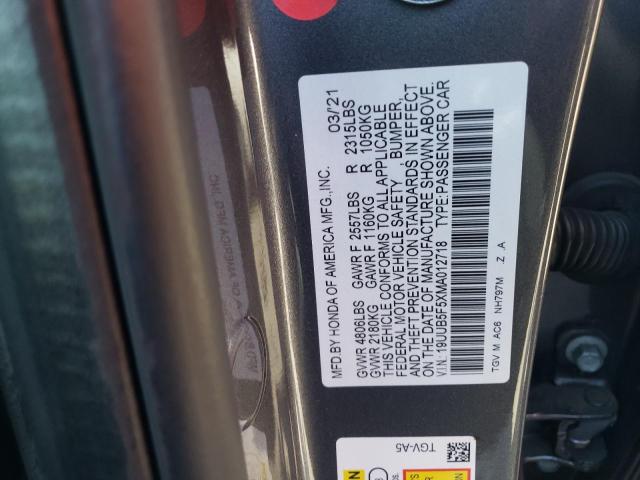 MFD.BY HONDA OF AMERICA MFG.,INC. 03/'21
GVWR 4806LBS GAWR F 2557LBS R 2315LBS
GVWR 2180KG GAWR F 1160KG R 1050KG
THIS VEHICLE CONFORMS TO ALL APPLICABLE
FEDERAL MOTOR VEHICLE SAFETY , BUMPER,
AND THEFT PREVENTION STANDARDS IN EFFECT
ON THE DATE OF MANUFACTURE SHOWN ABOVE.
V.I.N.:19UUB5F5XMA012718 TYPE:PASSENGER CAR
TGV M AC6 NH797M Z .A
TGV-A5